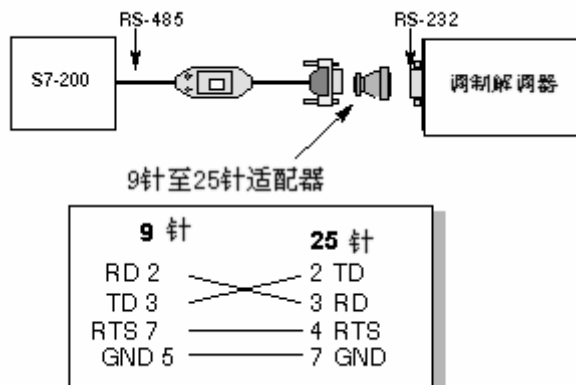 RS-485
RS-232
S7-200
调制解调器
9针至25针适配器
9 针
25 针
RD 2
2 TD
TD 3
3 RD
RTS 7
4 RTS
GND 5
7 GND